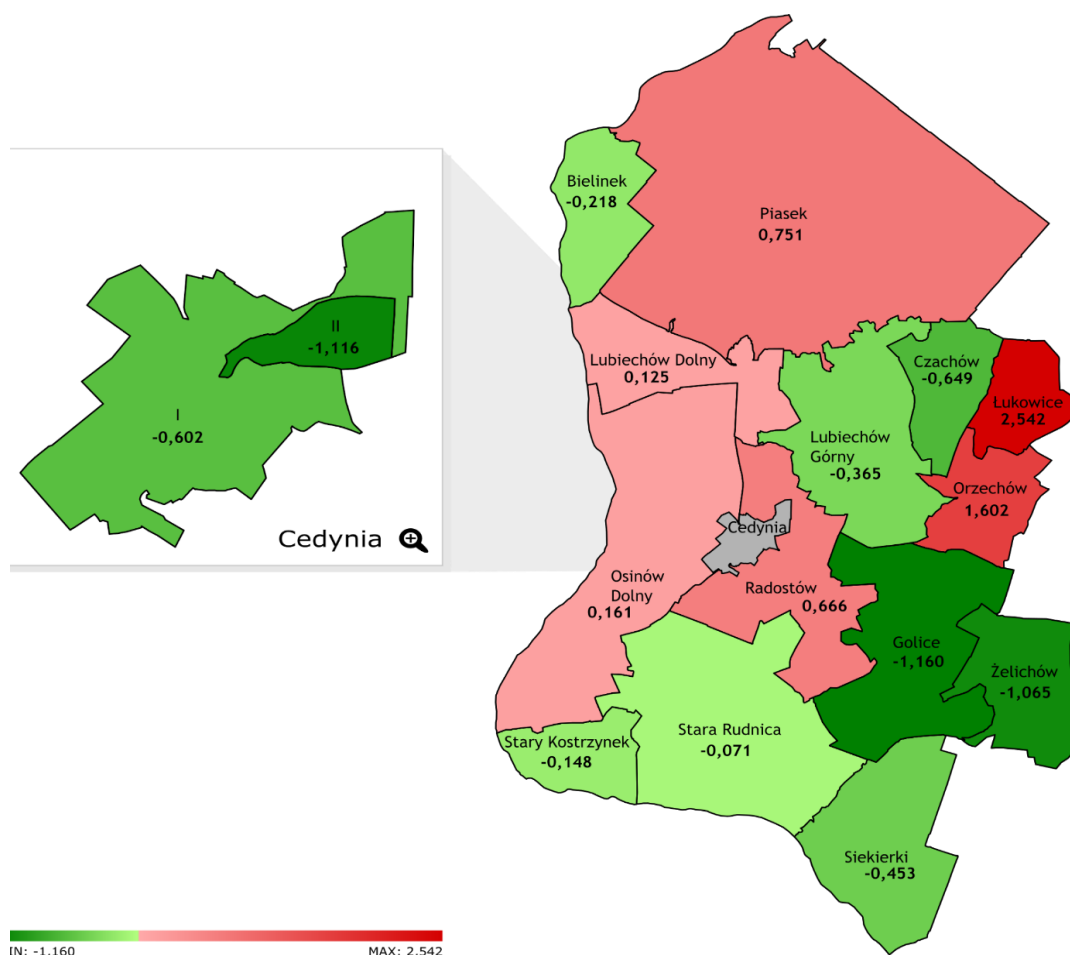 Bielinek
-0,218
Piasek
0,751
II
-1,116
Lubiechów Dolny
0,125
Czachów
-0,649
Łukowice
2,542
I
-0,602
Lubiechów
Górny
-0,365
Orzechów
1,602
Cedynia
Cedynia
Osinów
Dolny
0,161
Radostów
0,666
Golice
-1,160
Żelichów
-1,065
Stary Kostrzynek
-0,148
Stara Rudnica
-0,071
Siekierki
-0,453
IN: -1.160
MAX: 2.542